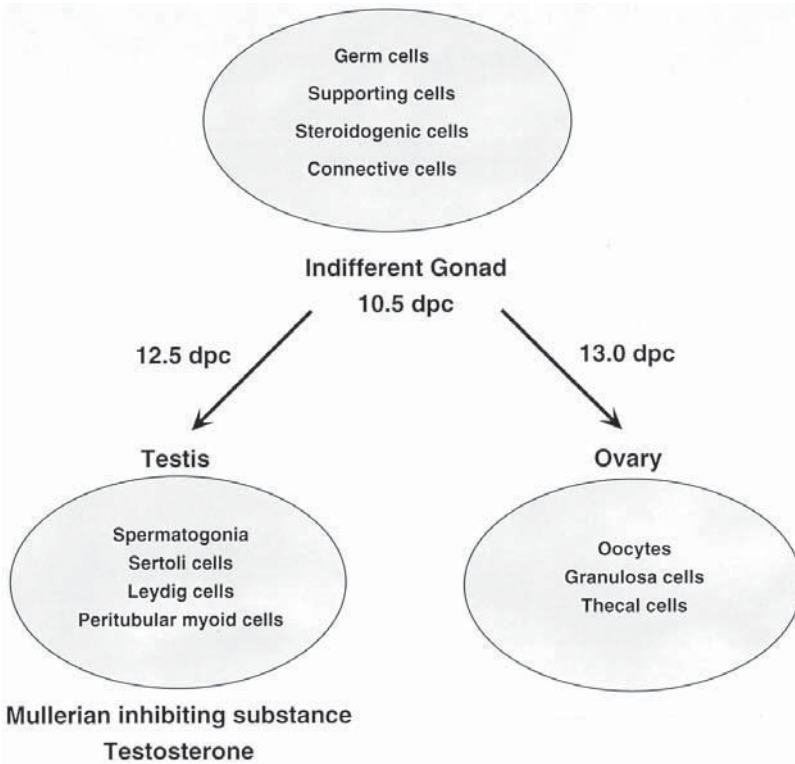 Germ cells
Supporting cells
Steroidogenic cells
Connective cells
Indifferent Gonad
10.5 dpc
12.5 dpc
13.0 dpc
Testis
Ovary
Spermatogonia
Sertoli cells
Leydig cells
Peritubular myoid cells
Oocytes
Granulosa cells
Thecal cells
Mullerian inhibiting substance
Testosterone